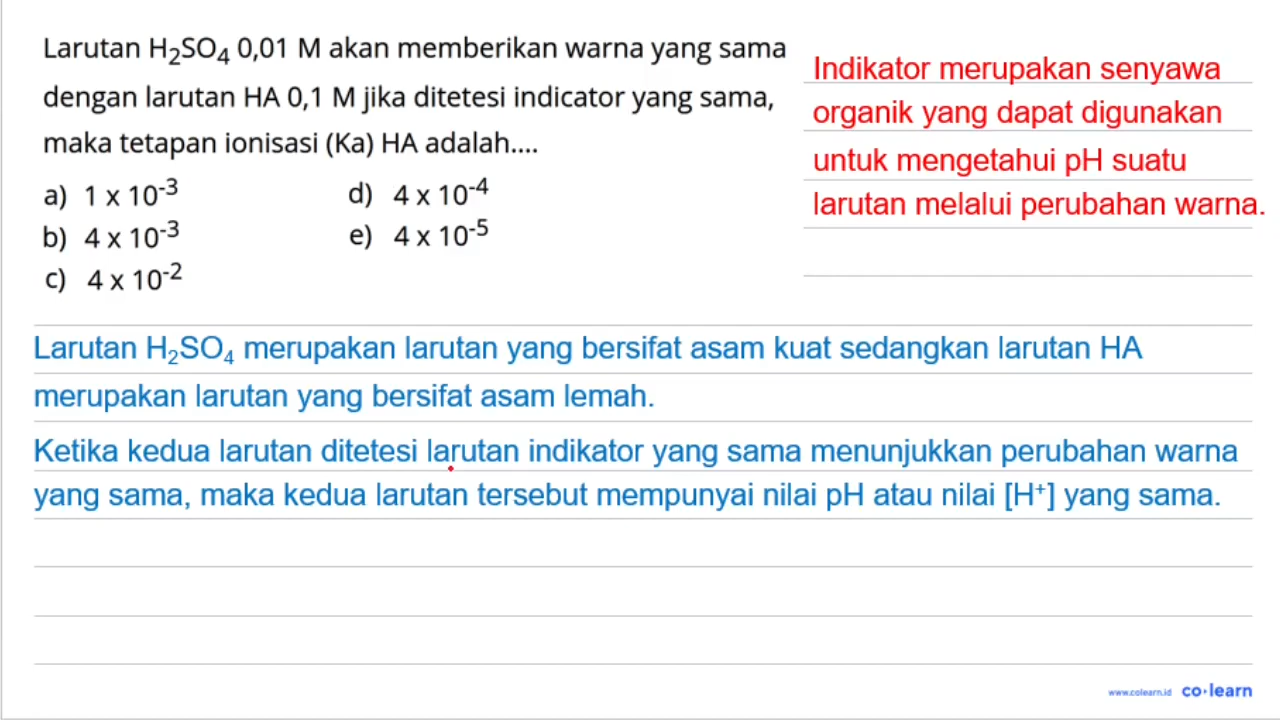 Larutan H₂SO₄ 0,01 M akan memberikan warna yang sama
dengan larutan HA 0,1 M jika ditetesi indicator yang sama,
maka tetapan ionisasi (Ka) HA adalah....
a) 1 x 10⁻³
d) 4 x 10⁻⁴
b) 4 x 10⁻³
e) 4 x 10⁻⁵
c) 4 x 10⁻²
Indikator merupakan senyawa
organik yang dapat digunakan
untuk mengetahui pH suatu
larutan melalui perubahan warna.
Larutan H₂SO₄ merupakan larutan yang bersifat asam kuat sedangkan larutan HA
merupakan larutan yang bersifat asam lemah.
Ketika kedua larutan ditetesi larutan indikator yang sama menunjukkan perubahan warna
yang sama, maka kedua larutan tersebut mempunyai nilai pH atau nilai [H⁺] yang sama.
www.colearn.id co·learn